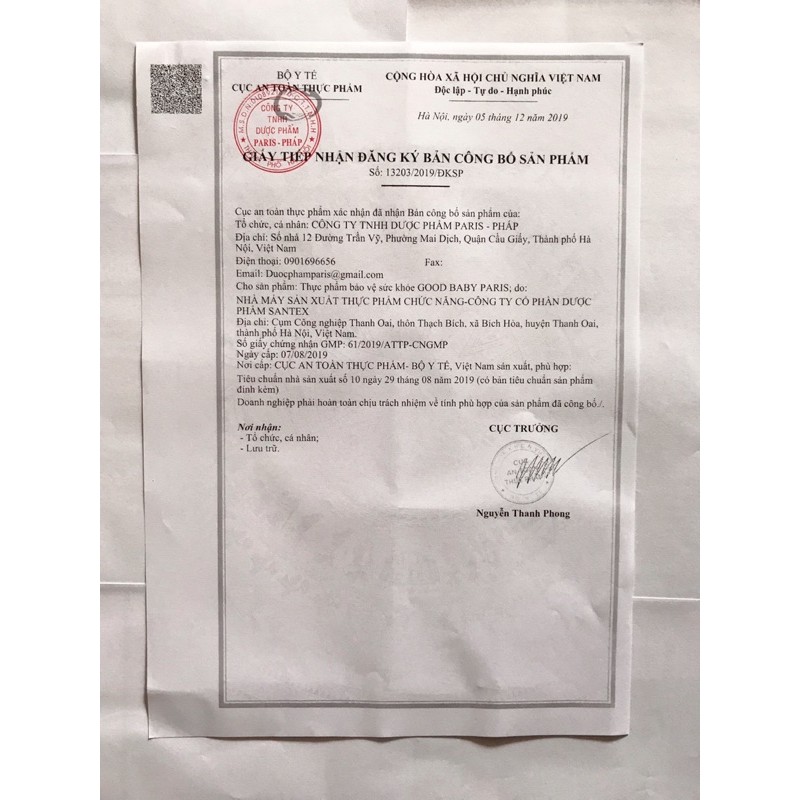 BỘ Y TẾ
CỤC AN TOÀN THỰC PHẨM
CỘNG HÒA XÃ HỘI CHỦ NGHĨA VIỆT NAM
Độc lập - Tự do - Hạnh phúc
Hà Nội, ngày 05 tháng 12 năm 2019
CÔNG TY
TNHH
DƯỢC PHẨM
PARIS - PHÁP
GIẤY TIẾP NHẬN ĐĂNG KÝ BẢN CÔNG BỐ SẢN PHẨM
Số: 13203/2019/ĐKSP
Cục an toàn thực phẩm xác nhận đã nhận Bản công bố sản phẩm của:
Tổ chức, cá nhân: CÔNG TY TNHH DƯỢC PHẨM PARIS - PHÁP
Địa chỉ: Số nhà 12 Đường Trần Vỹ, Phường Mai Dịch, Quận Cầu Giấy, Thành phố Hà
Nội, Việt Nam
Điện thoại: 0901696656 Fax:
Email: Duocphamparis@gmail.com
Cho sản phẩm: Thực phẩm bảo vệ sức khỏe GOOD BABY PARIS; do:
NHÀ MÁY SẢN XUẤT THỰC PHẨM CHỨC NĂNG-CÔNG TY CỔ PHẦN DƯỢC
PHẨM SANTEX
Địa chỉ: Cụm Công nghiệp Thanh Oai, thôn Thạch Bích, xã Bích Hòa, huyện Thanh Oai,
thành phố Hà Nội, Việt Nam.
Số giấy chứng nhận GMP: 61/2019/ATTP-CNGMP
Ngày cấp: 07/08/2019
Nơi cấp: CỤC AN TOÀN THỰC PHẨM- BỘ Y TẾ, Việt Nam sản xuất, phù hợp:
Tiêu chuẩn nhà sản xuất số 10 ngày 29 tháng 08 năm 2019 (có bản tiêu chuẩn sản phẩm
đính kèm)
Doanh nghiệp phải hoàn toàn chịu trách nhiệm về tính phù hợp của sản phẩm đã công bố./.
Nơi nhận:
- Tổ chức, cá nhân;
- Lưu trữ.
CỤC TRƯỞNG
CỤC
AN
Nguyễn Thanh Phong